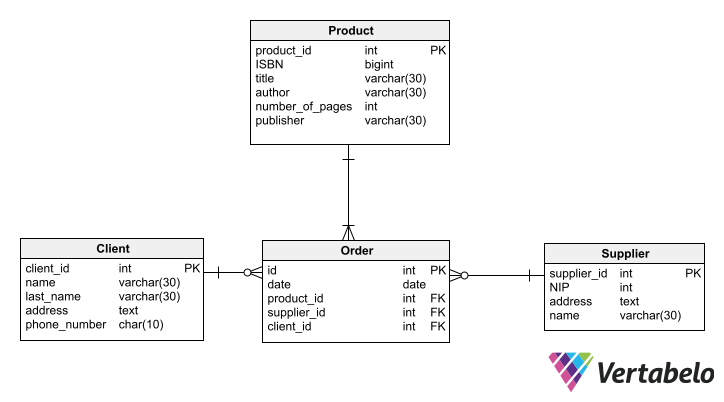 Product
product_id int PK
ISBN bigint
title varchar(30)
author varchar(30)
number_of_pages int
publisher varchar(30)
Client
client_id int PK
name varchar(30)
last_name varchar(30)
address text
phone_number char(10)
Order
id int PK
date date
product_id int FK
supplier_id int FK
client_id int FK
Supplier
supplier_id int PK
NIP int
address text
name varchar(30)
Vertabelo